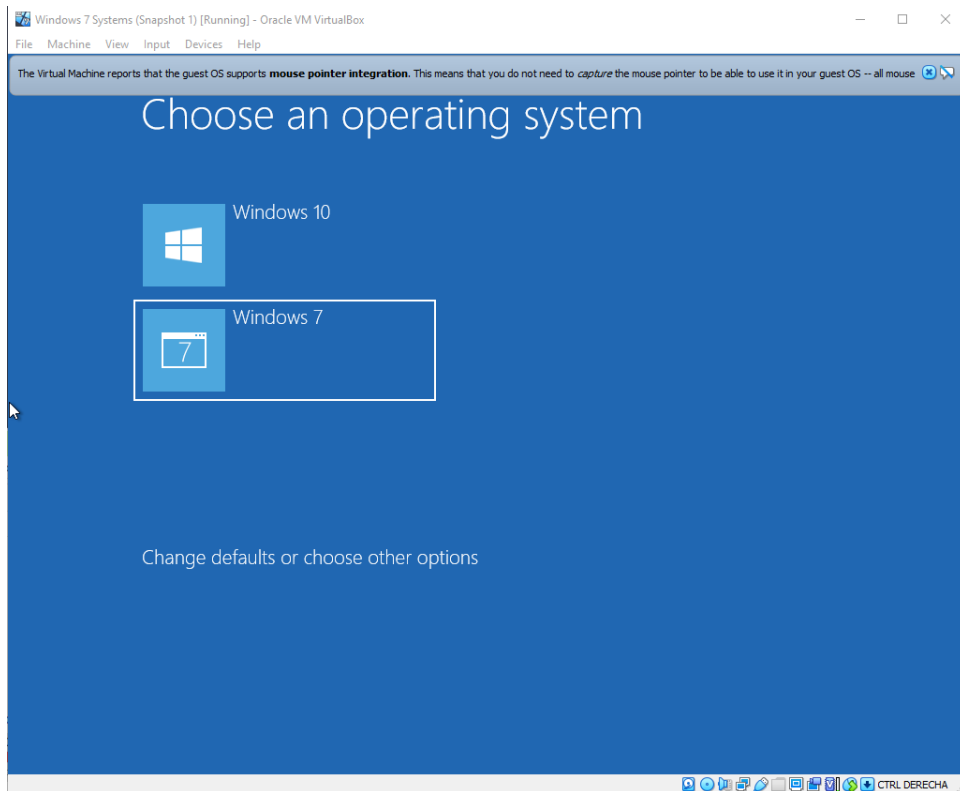 Windows 7 Systems (Snapshot 1) [Running] - Oracle VM VirtualBox
File Machine View Input Devices Help
The Virtual Machine reports that the guest OS supports mouse pointer integration. This means that you do not need to capture the mouse pointer to be able to use it in your guest OS -- all mouse
Choose an operating system
Windows 10
Windows 7
7
Change defaults or choose other options
CTRL DERECHA